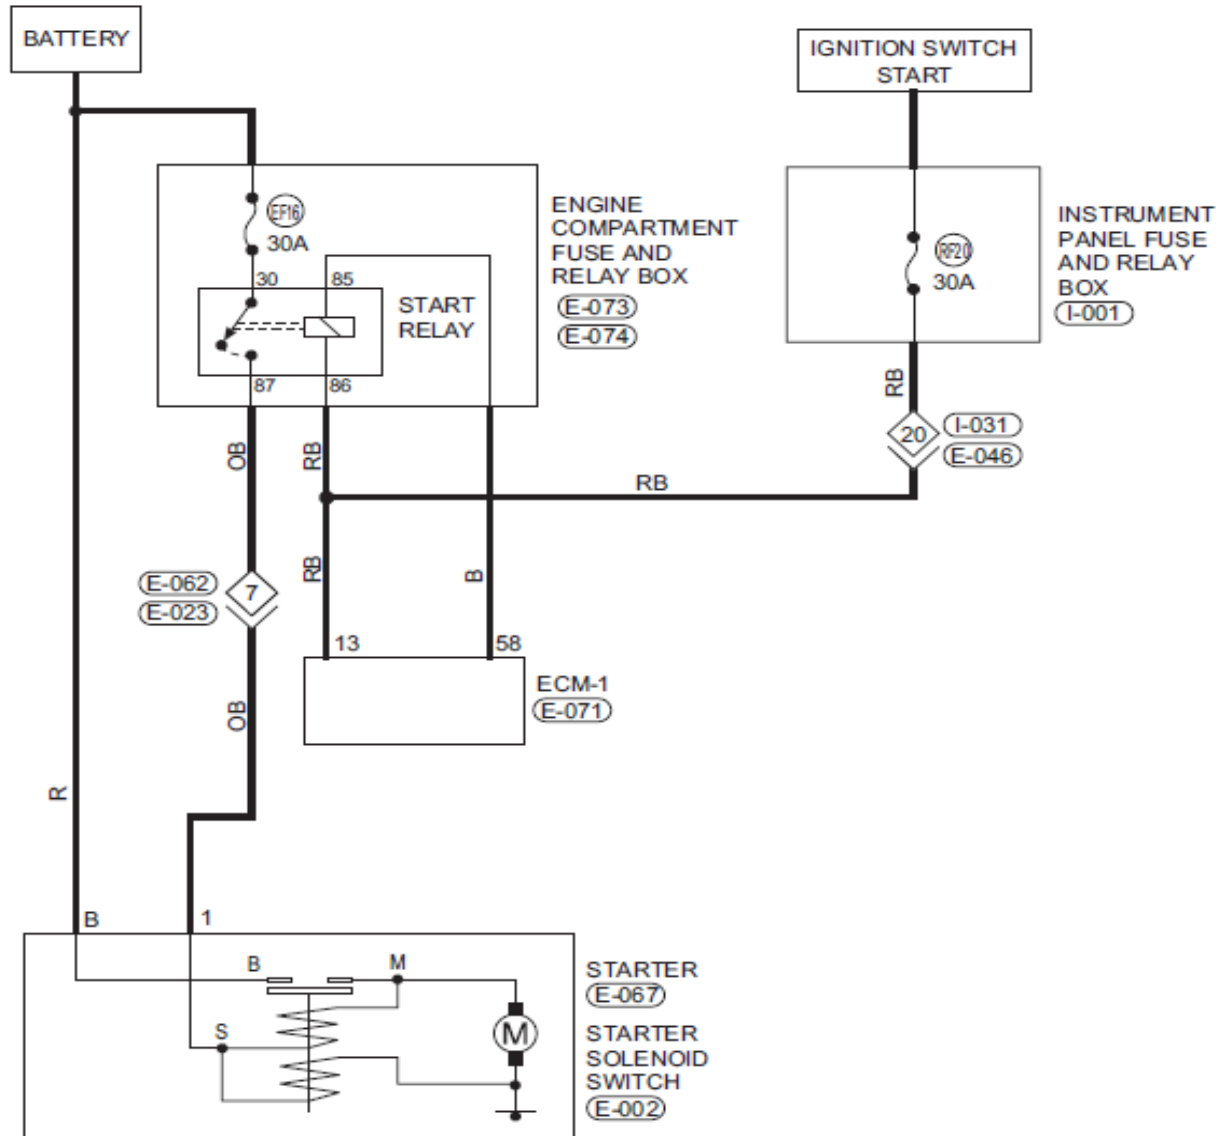 BATTERY
IGNITION SWITCH
START
EF16
30A
ENGINE
COMPARTMENT
FUSE AND
RELAY BOX
E-073
E-074
30
85
START
RELAY
87
86
RF20
30A
INSTRUMENT
PANEL FUSE
AND RELAY
BOX
I-001
RB
20
I-031
E-046
OB
RB
RB
E-062
E-023
7
RB
B
13
58
ECM-1
E-071
OB
R
B
1
B
M
S
M
STARTER
E-067
STARTER
SOLENOID
SWITCH
E-002